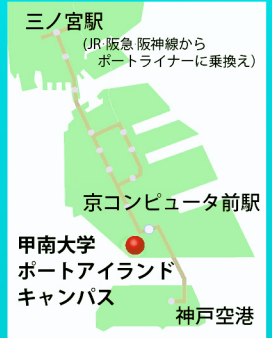 三ノ宮駅
(JR 阪急 阪神線から
ポートライナーに乗換え)
京コンピュータ前駅
甲南大学
ポートアイランド
キャンパス
神戸空港